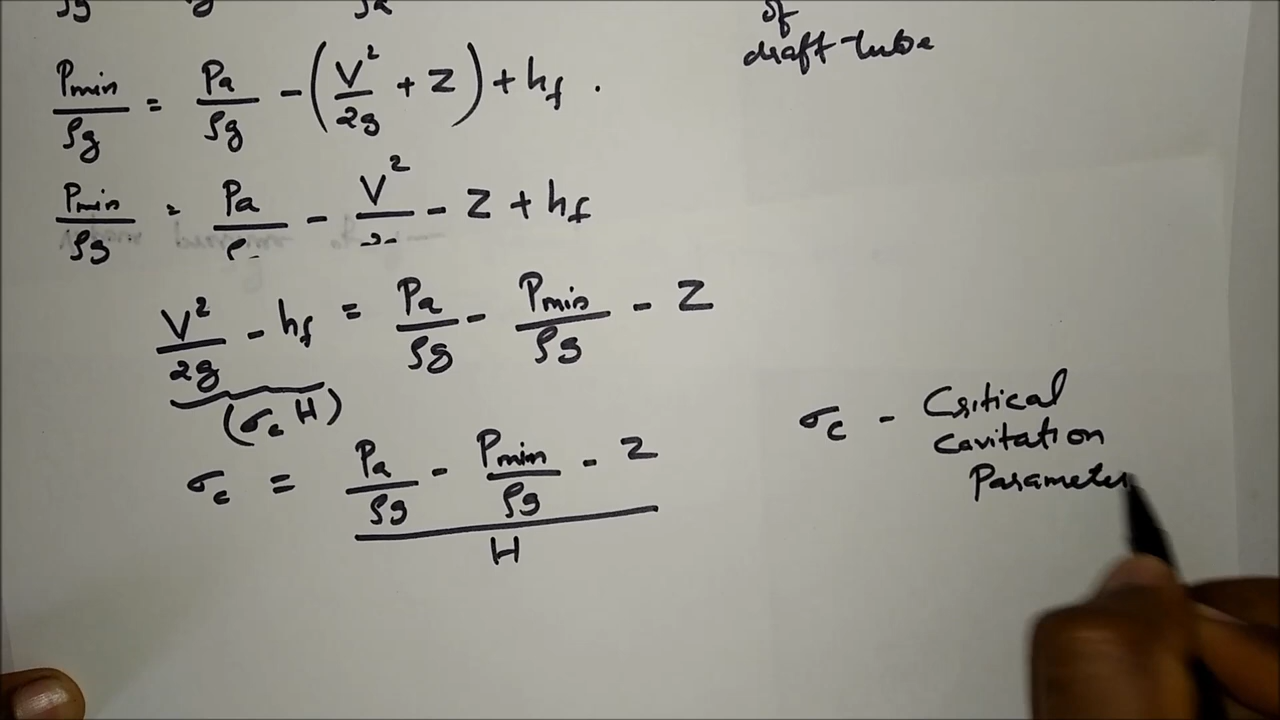 of
draft-tube
Pmin/ρg = Pa/ρg - (V²/2g + Z) + hf .
Pmin/ρg = Pa/ρ - V²/2g - Z + hf
V²/2g - hf = Pa/ρg - Pmin/ρg - Z
(σc H)
σc = (Pa/ρg - Pmin/ρg - Z)/H
σc - Critical
Cavitation
Parameter